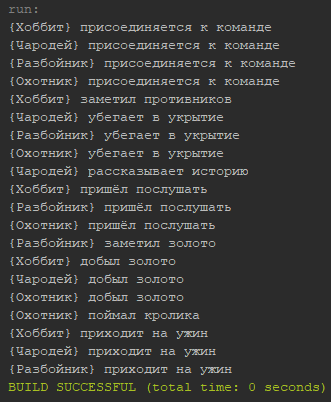 run:
{Хоббит} присоединяется к команде
{Чародей} присоединяется к команде
{Разбойник} присоединяется к команде
{Охотник} присоединяется к команде
{Хоббит} заметил противников
{Чародей} убегает в укрытие
{Разбойник} убегает в укрытие
{Охотник} убегает в укрытие
{Чародей} рассказывает историю
{Хоббит} пришёл послушать
{Разбойник} пришёл послушать
{Охотник} пришёл послушать
{Разбойник} заметил золото
{Хоббит} добыл золото
{Чародей} добыл золото
{Охотник} добыл золото
{Охотник} поймал кролика
{Хоббит} приходит на ужин
{Чародей} приходит на ужин
{Разбойник} приходит на ужин
BUILD SUCCESSFUL (total time: 0 seconds)